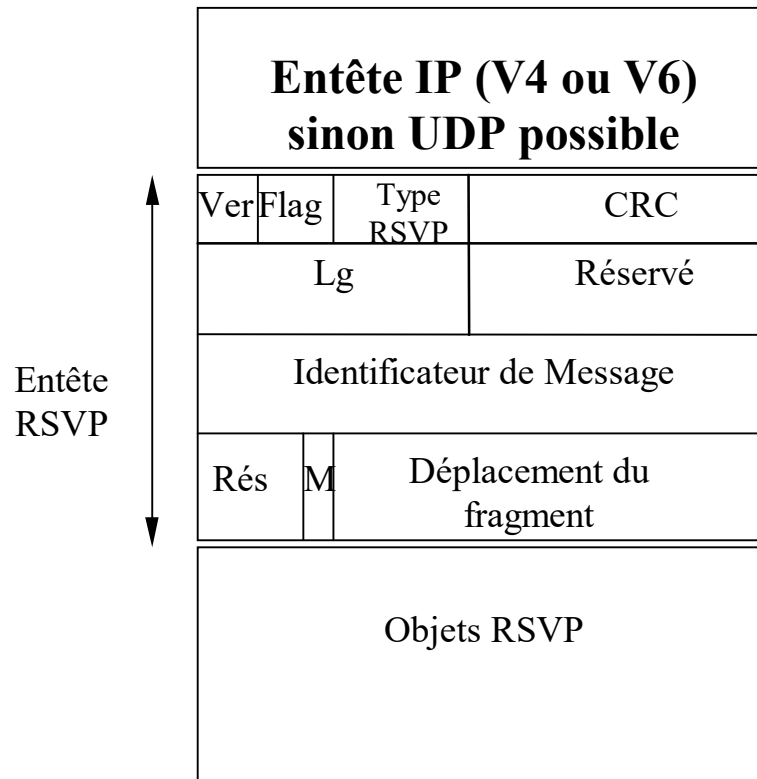 Entête IP (V4 ou V6)
sinon UDP possible
Ver Flag Type RSVP CRC
Lg Réservé
Entête
RSVP
Identificateur de Message
Rés M Déplacement du
fragment
Objets RSVP